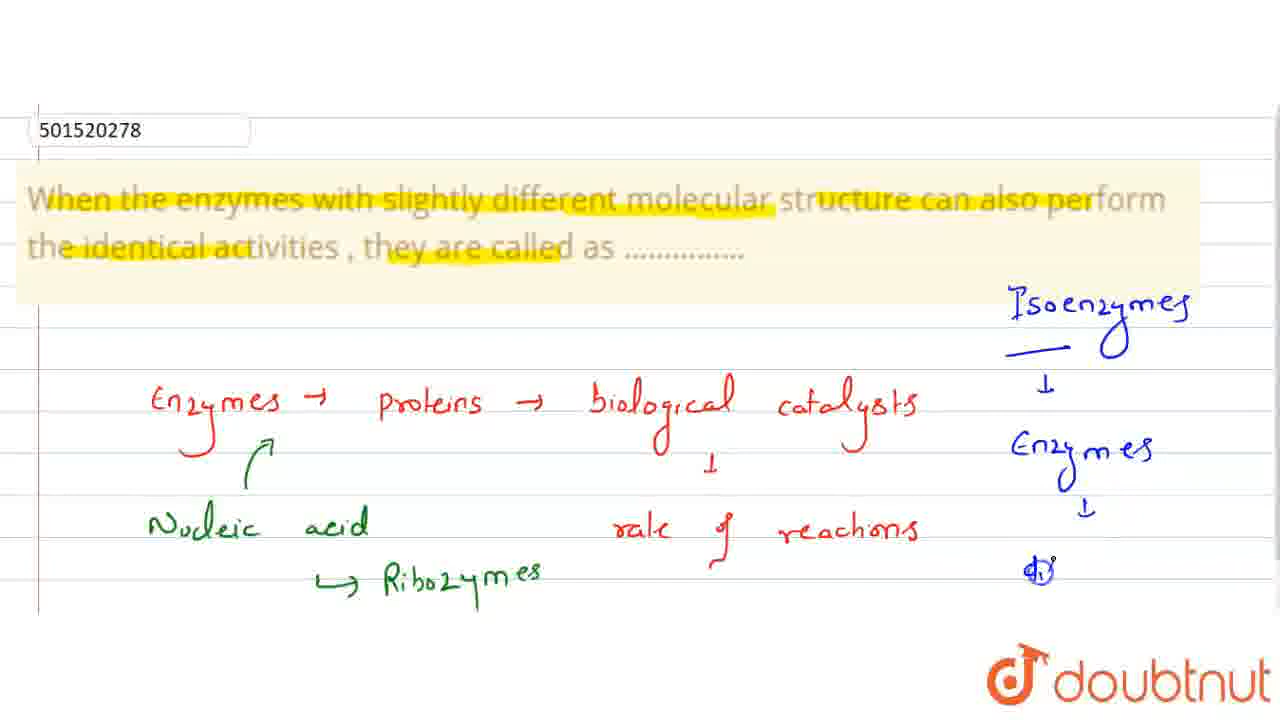 501520278
When the enzymes with slightly different molecular structure can also perform
the identical activities , they are called as ...............
Isoenzymes
↓
Enzymes → proteins → biological catalysts
↓
Enzymes
↓
Nucleic acid
rate of reactions
↳ Ribozymes
doubtnut